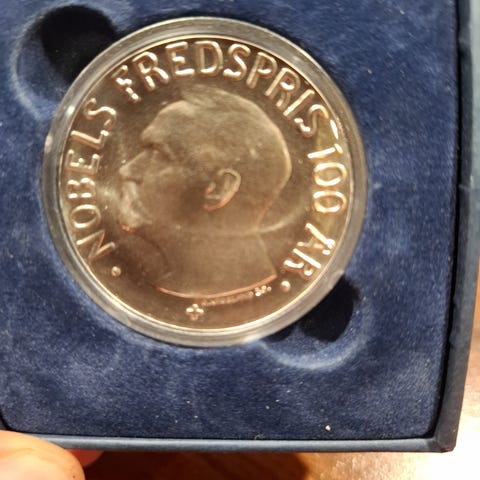 • NOBELS FREDSPRIS 100 ÅR •